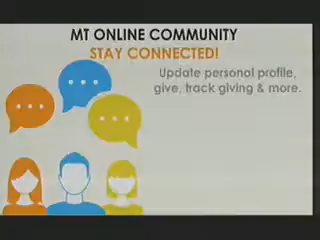 MT ONLINE COMMUNITY
STAY CONNECTED!
Update personal profile,
give, track giving & more.